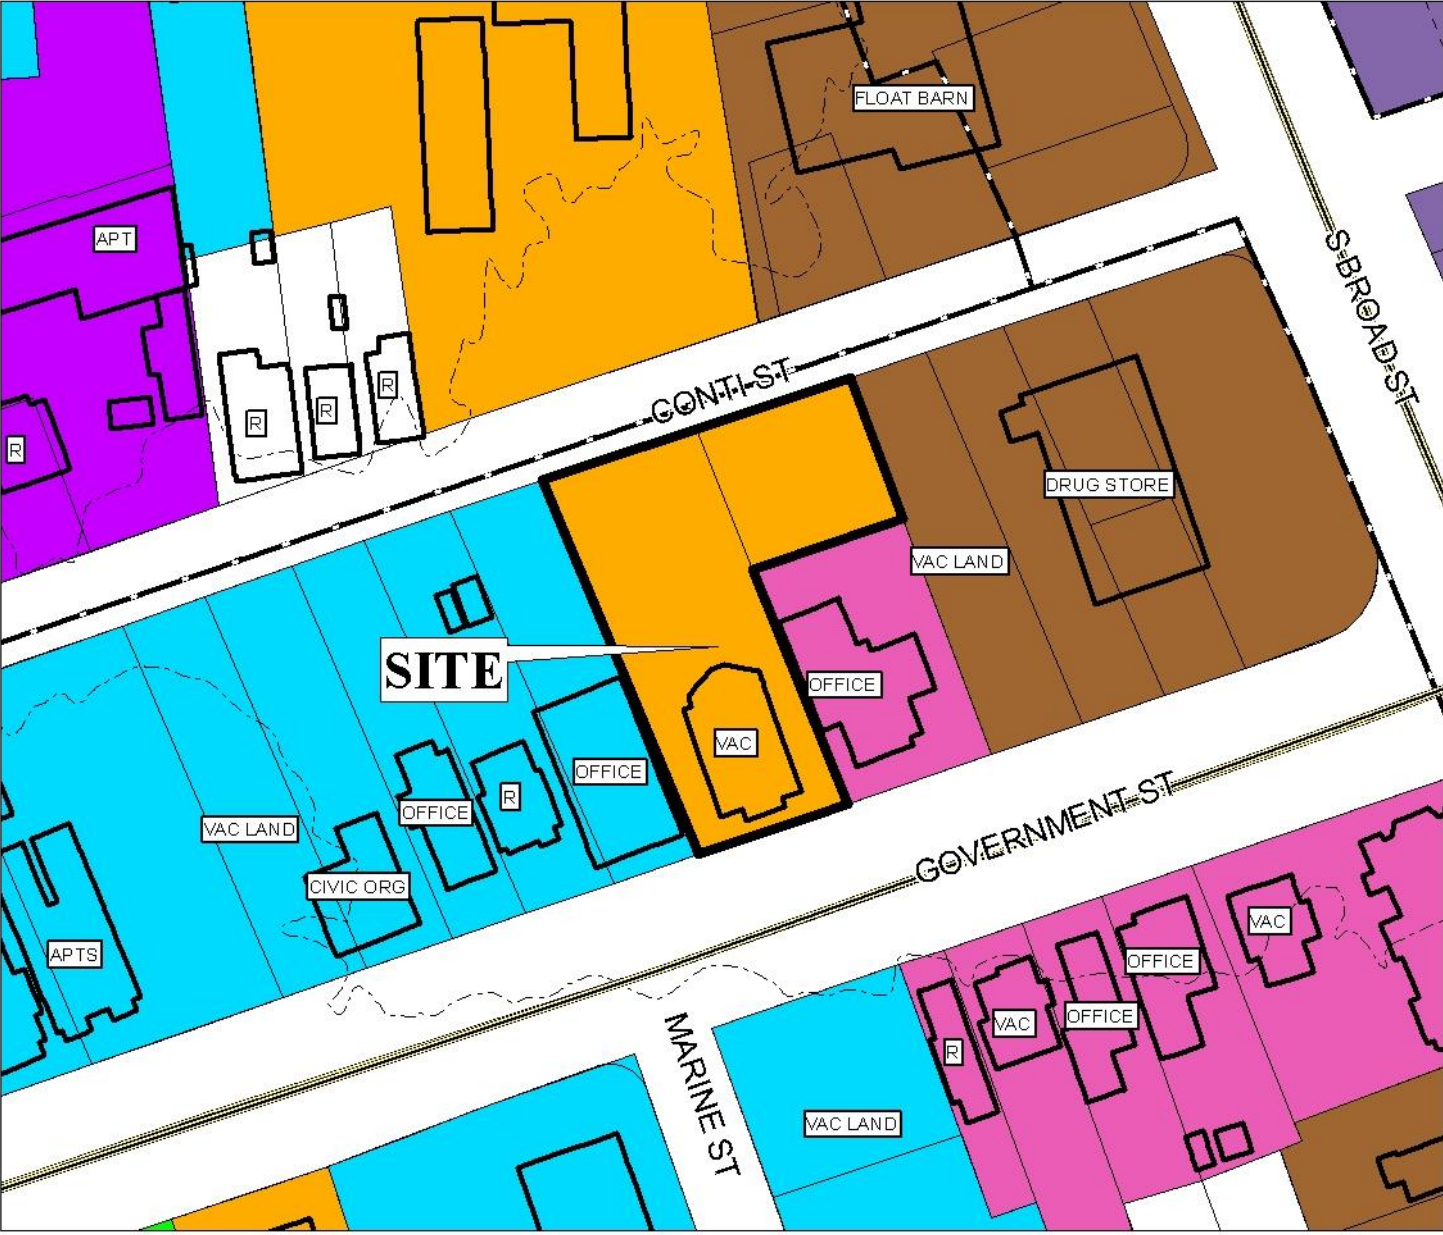 FLOAT BARN
APT
S BROAD ST
CONTI ST
R
R
R
R
DRUG STORE
VAC LAND
SITE
OFFICE
VAC
OFFICE
R
OFFICE
VAC LAND
GOVERNMENT ST
CIVIC ORG
APTS
VAC
OFFICE
OFFICE
VAC
R
MARINE ST
VAC LAND